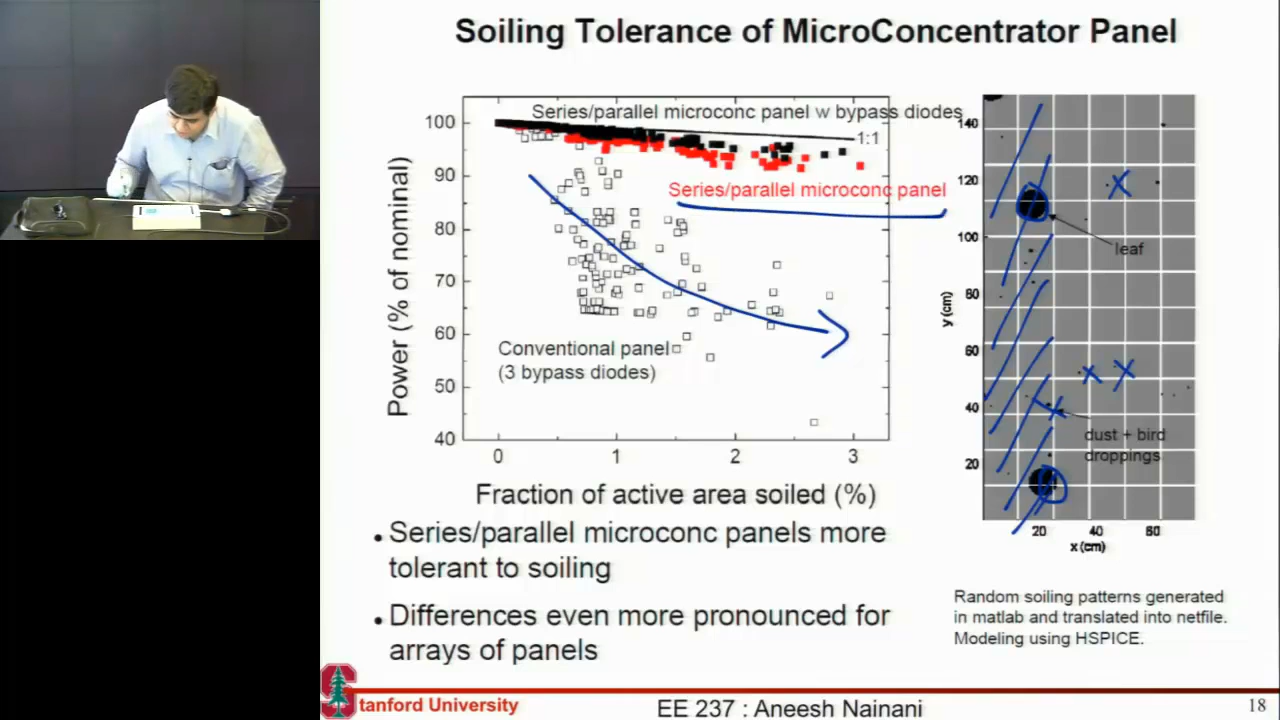 Soiling Tolerance of MicroConcentrator Panel
Series/parallel microconc panel w bypass diodes
1:1
Series/parallel microconc panel
Conventional panel
(3 bypass diodes)
Power (% of nominal)
100
90
80
70
60
50
40
0 1 2 3
Fraction of active area soiled (%)
140
120
100
80
60
40
20
y (cm)
leaf
dust + bird
droppings
20 40 60
x (cm)
• Series/parallel microconc panels more
tolerant to soiling
• Differences even more pronounced for
arrays of panels
Random soiling patterns generated
in matlab and translated into netfile.
Modeling using HSPICE.
Stanford University
EE 237 : Aneesh Nainani
18